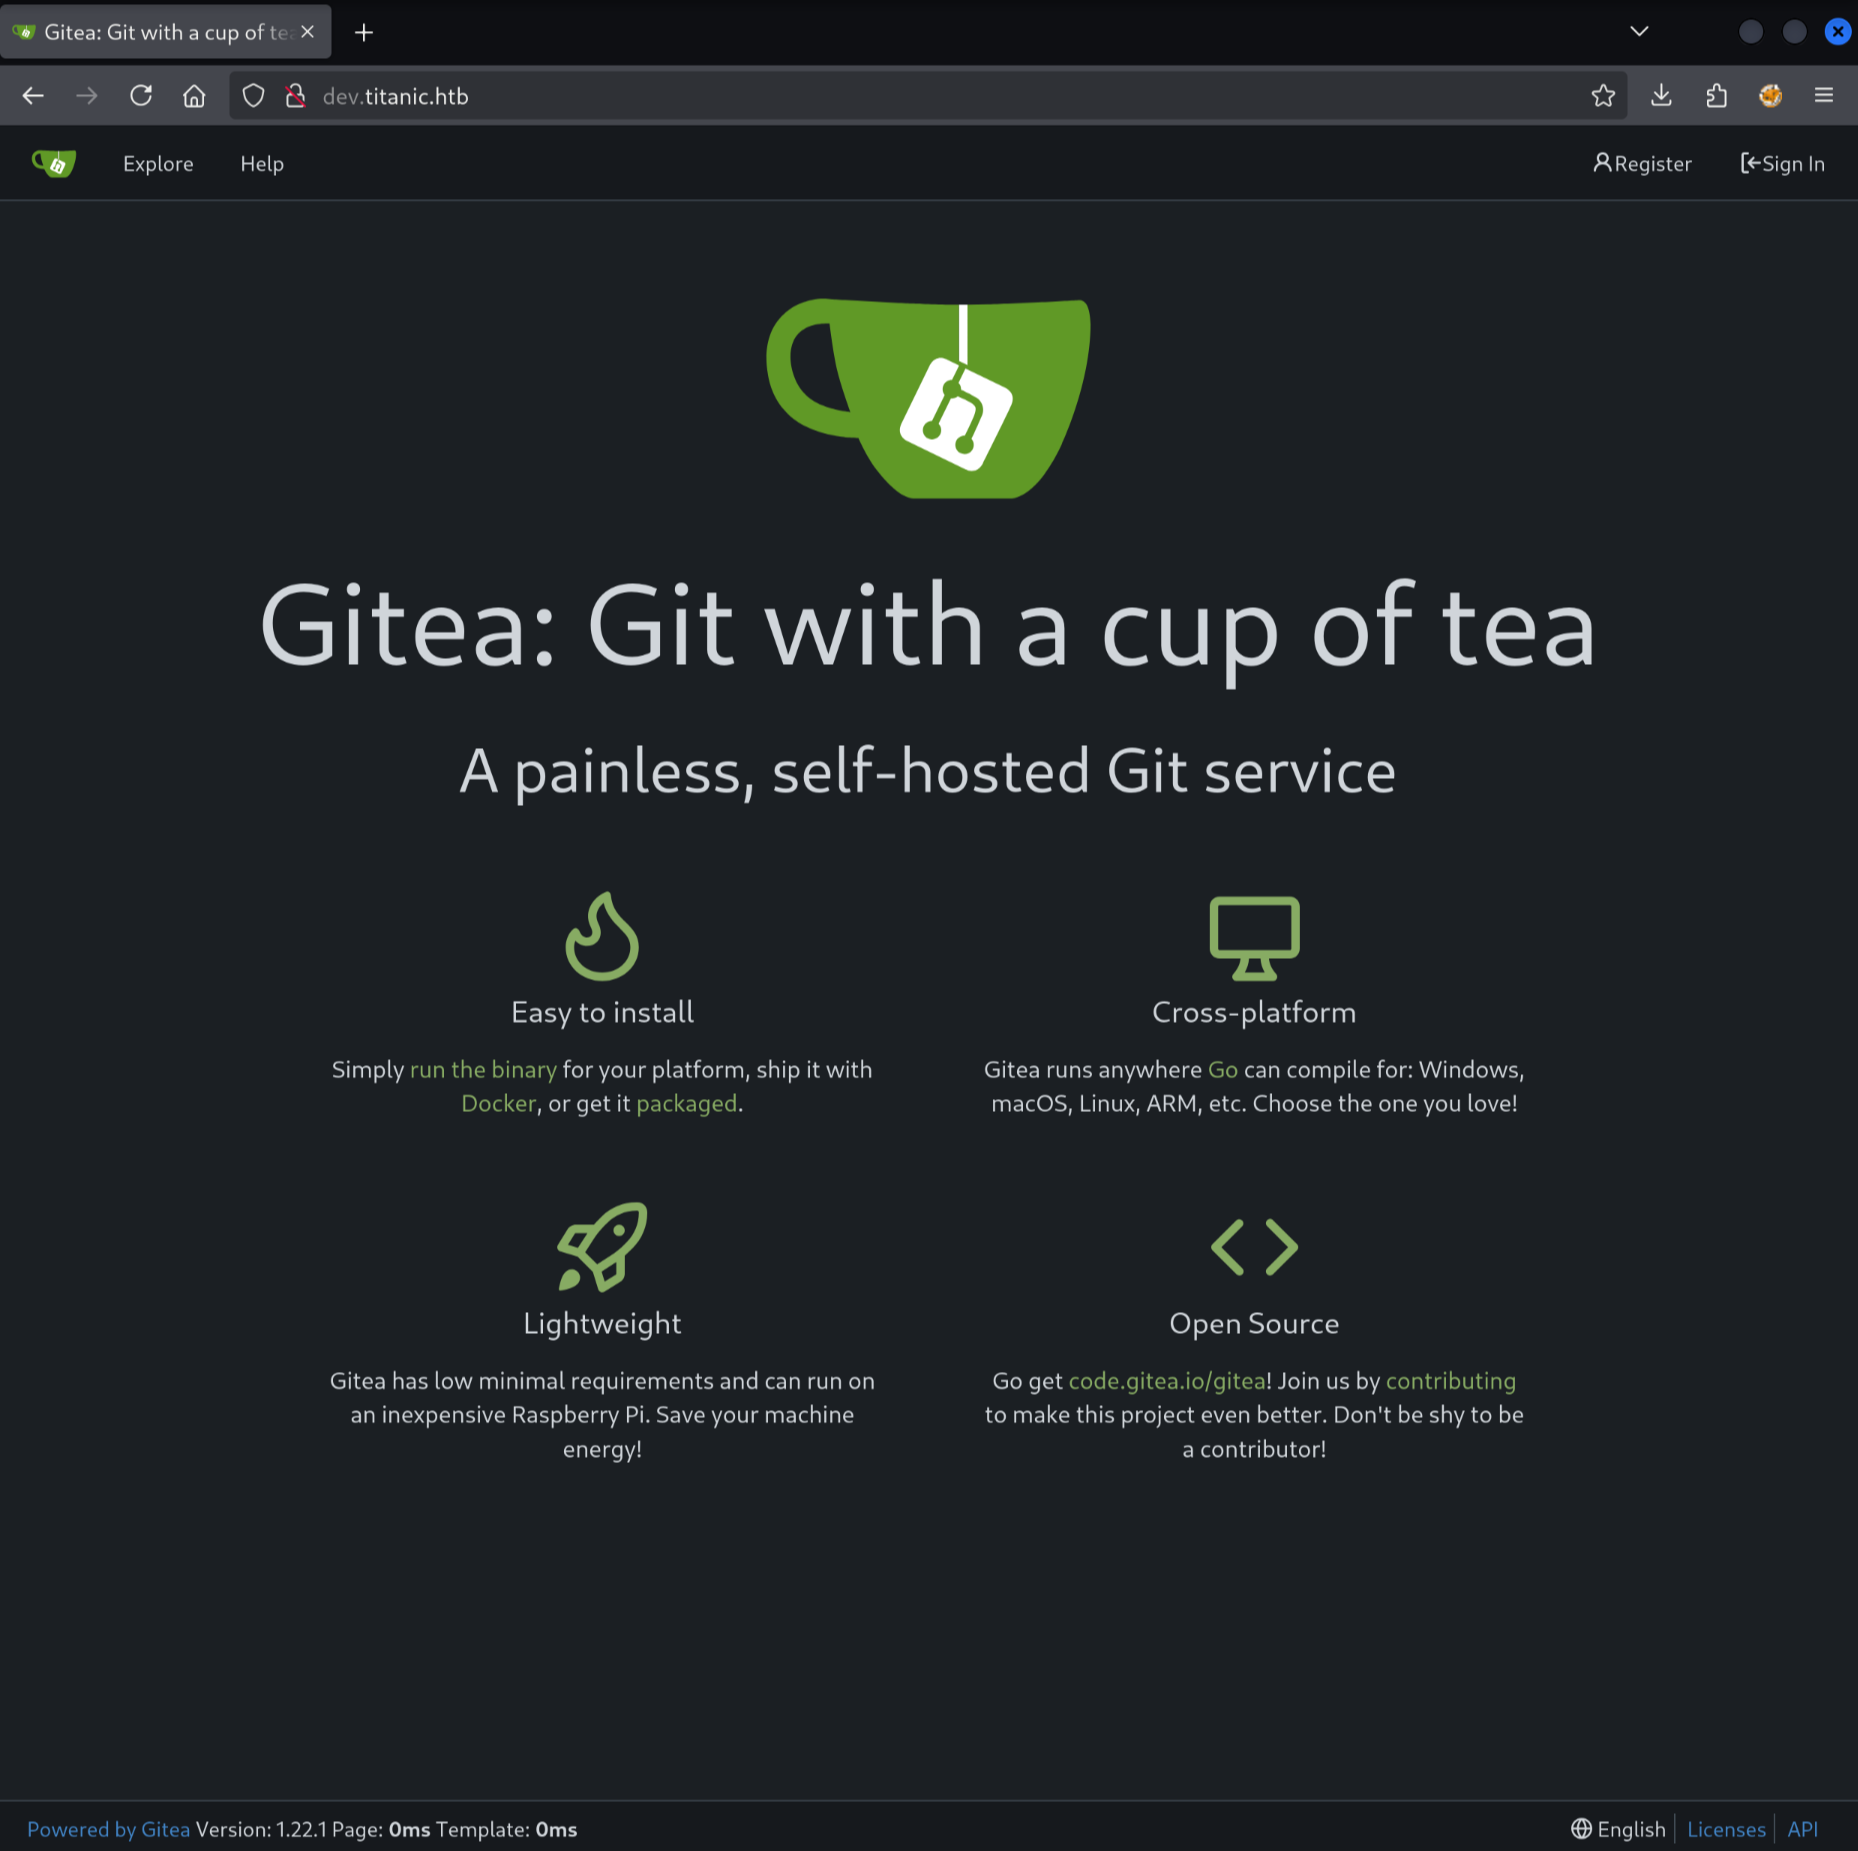 Gitea: Git with a cup of tea
dev.titanic.htb
Explore
Help
Register
Sign In
Gitea: Git with a cup of tea
A painless, self-hosted Git service
Easy to install
Simply run the binary for your platform, ship it with
Docker, or get it packaged.
Cross-platform
Gitea runs anywhere Go can compile for: Windows,
macOS, Linux, ARM, etc. Choose the one you love!
Lightweight
Gitea has low minimal requirements and can run on
an inexpensive Raspberry Pi. Save your machine
energy!
Open Source
Go get code.gitea.io/gitea! Join us by contributing
to make this project even better. Don't be shy to be
a contributor!
Powered by Gitea Version: 1.22.1 Page: 0ms Template: 0ms
English
Licenses
API